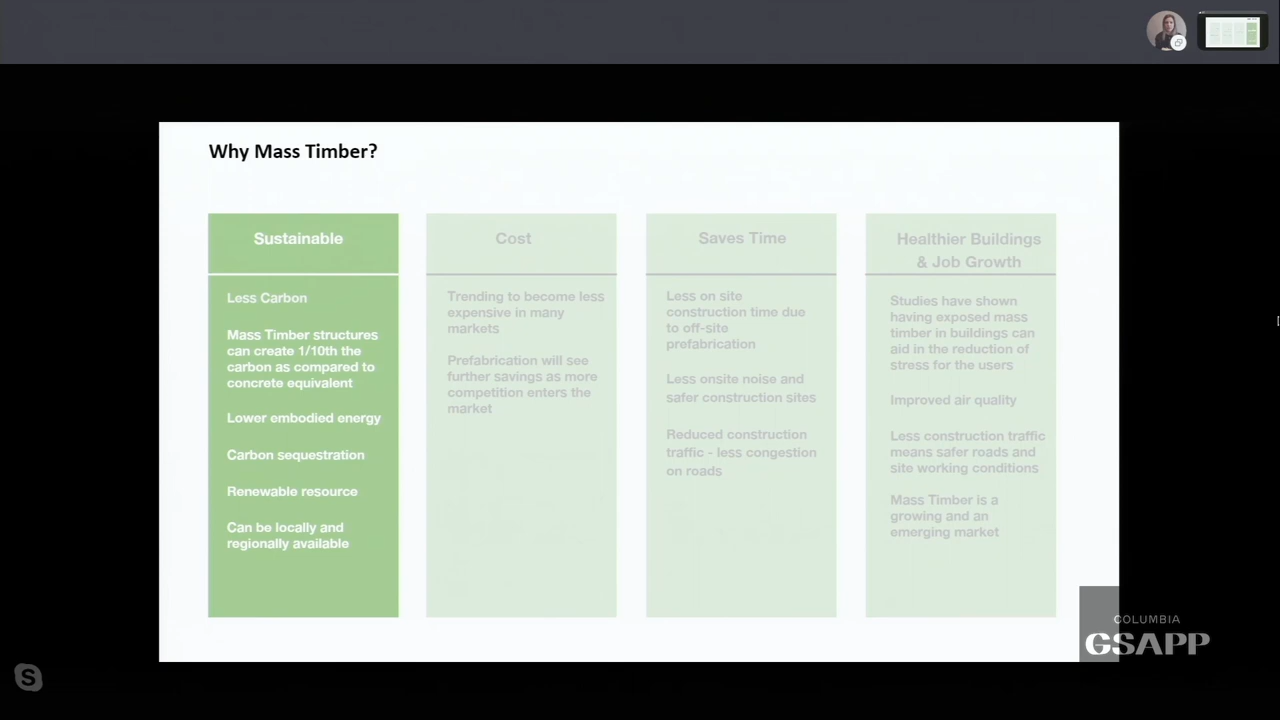 Why Mass Timber?
Sustainable
Less Carbon
Mass Timber structures
can create 1/10th the
carbon as compared to
concrete equivalent
Lower embodied energy
Carbon sequestration
Renewable resource
Can be locally and
regionally available
Cost
Trending to become less
expensive in many
markets
Prefabrication will see
further savings as more
competition enters the
market
Saves Time
Less on site
construction time due
to off-site
prefabrication
Less onsite noise and
safer construction sites
Reduced construction
traffic - less congestion
on roads
Healthier Buildings
& Job Growth
Studies have shown
having exposed mass
timber in buildings can
aid in the reduction of
stress for the users
Improved air quality
Less construction traffic
means safer roads and
site working conditions
Mass Timber is a
growing and an
emerging market
COLUMBIA
GSAPP
S